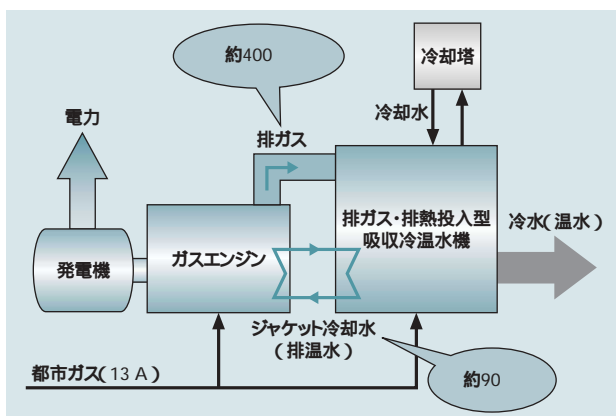 約400
冷却塔
電力
冷却水
排ガス
排ガス・排熱投入型
吸収冷温水機
冷水(温水)
ガスエンジン
発電機
ジャケット冷却水
(排温水)
都市ガス(13A)
約90